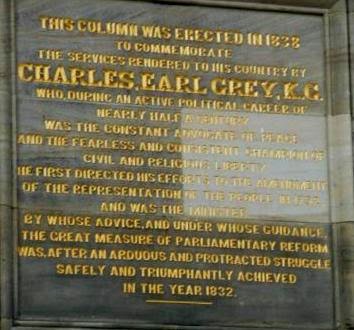 THIS COLUMN WAS ERECTED IN 1838
TO COMMEMORATE
THE SERVICES RENDERED TO HIS COUNTRY BY
CHARLES, EARL GREY, K.G.
WHO, DURING AN ACTIVE POLITICAL CAREER OF
NEARLY HALF A CENTURY
WAS THE CONSTANT ADVOCATE OF PEACE
AND THE FEARLESS AND CONSISTENT CHAMPION OF
CIVIL AND RELIGIOUS LIBERTY.
HE FIRST DIRECTED HIS EFFORTS TO THE AMENDMENT
OF THE REPRESENTATION OF THE PEOPLE IN 1792,
AND WAS THE MINISTER
BY WHOSE ADVICE, AND UNDER WHOSE GUIDANCE,
THE GREAT MEASURE OF PARLIAMENTARY REFORM
WAS, AFTER AN ARDUOUS AND PROTRACTED STRUGGLE
SAFELY AND TRIUMPHANTLY ACHIEVED
IN THE YEAR 1832.